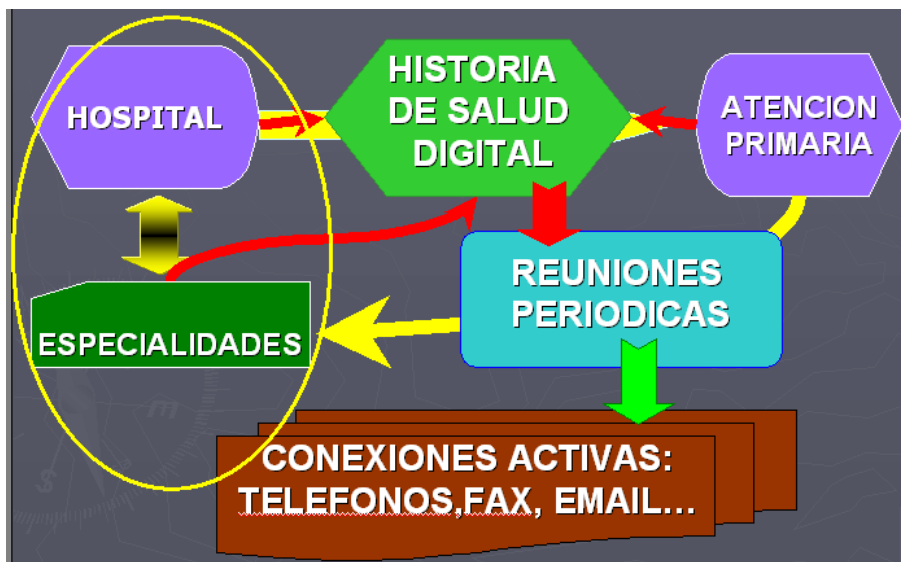 HOSPITAL
HISTORIA
DE SALUD
DIGITAL
ATENCION
PRIMARIA
REUNIONES
PERIODICAS
ESPECIALIDADES
CONEXIONES ACTIVAS:
TELEFONOS,FAX, EMAIL...